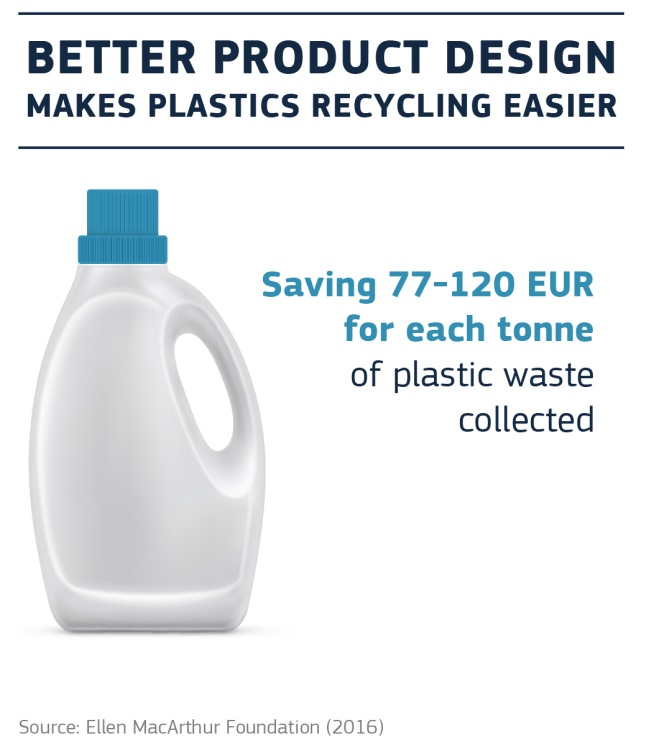 BETTER PRODUCT DESIGN
MAKES PLASTICS RECYCLING EASIER
Saving 77-120 EUR
for each tonne
of plastic waste
collected
Source: Ellen MacArthur Foundation (2016)